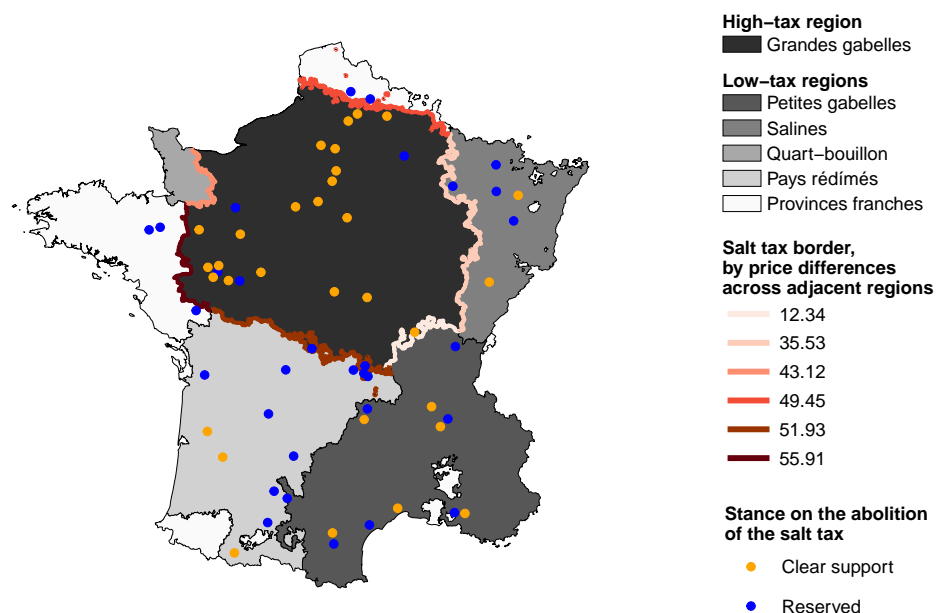 High−tax region
Grandes gabelles
Low−tax regions
Petites gabelles
Salines
Quart−bouillon
Pays rédímés
Provinces franches
Salt tax border,
by price differences
across adjacent regions
12.34
35.53
43.12
49.45
51.93
55.91
Stance on the abolition
of the salt tax
Clear support
Reserved